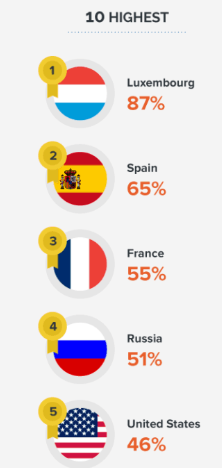 10 HIGHEST
1
Luxembourg
87%
2
Spain
65%
3
France
55%
4
Russia
51%
5
United States
46%